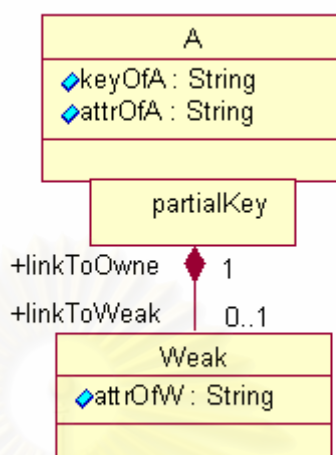 A
keyOfA : String
attrOfA : String
partialKey
+linkToOwne 1
+linkToWeak 0..1
Weak
attrOfW : String